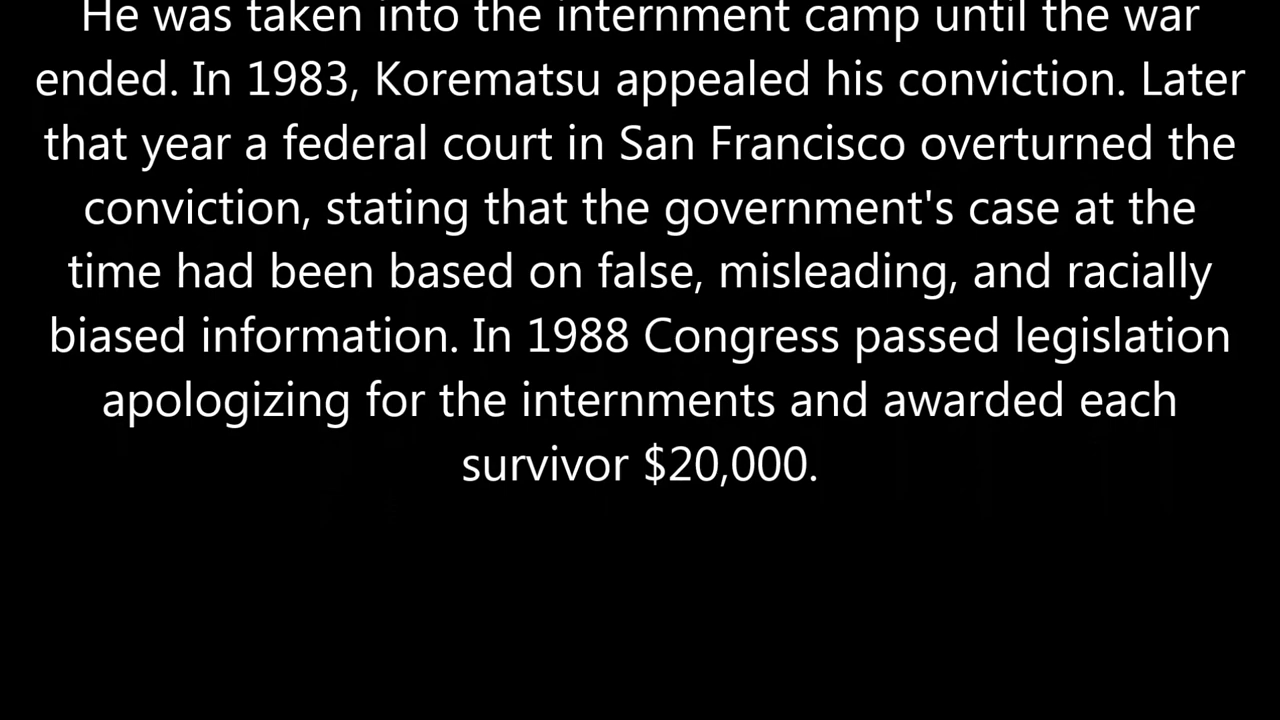 He was taken into the internment camp until the war
ended. In 1983, Korematsu appealed his conviction. Later
that year a federal court in San Francisco overturned the
conviction, stating that the government's case at the
time had been based on false, misleading, and racially
biased information. In 1988 Congress passed legislation
apologizing for the internments and awarded each
survivor $20,000.